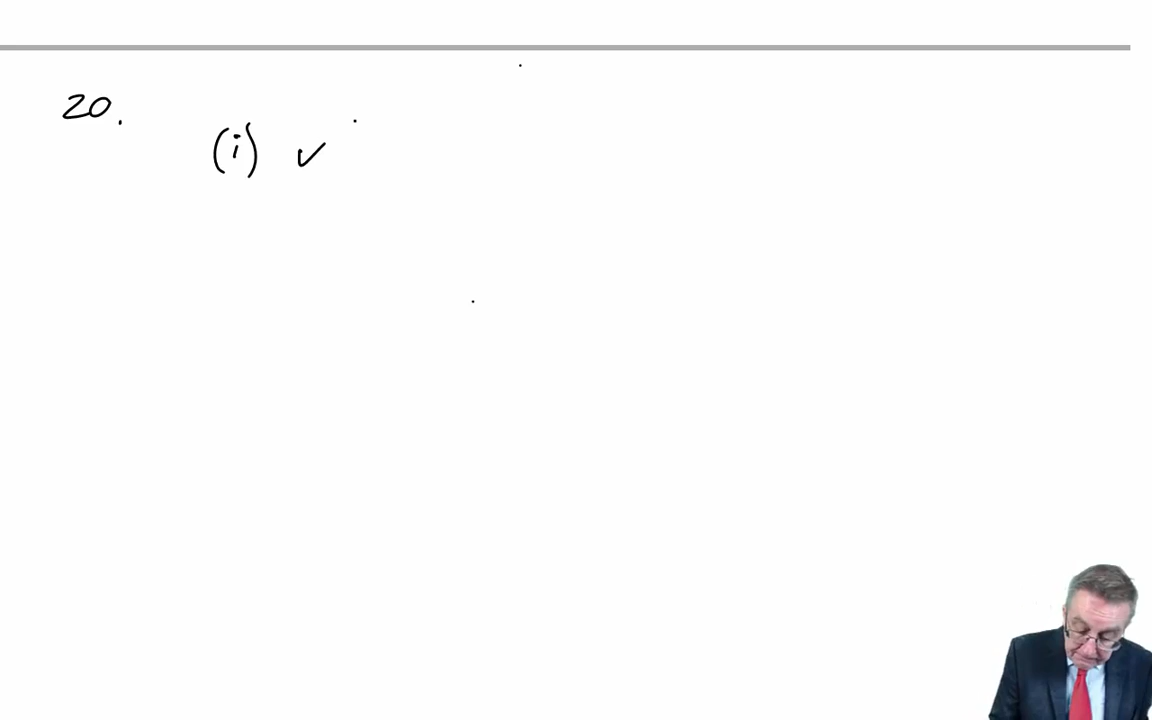 20.
(i) ✓